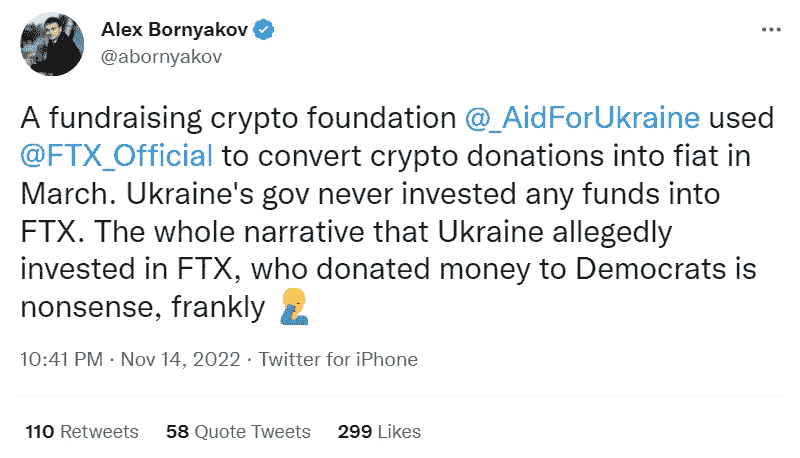 Alex Bornyakov
@abornyakov
A fundraising crypto foundation @_AidForUkraine used
@FTX_Official to convert crypto donations into fiat in
March. Ukraine's gov never invested any funds into
FTX. The whole narrative that Ukraine allegedly
invested in FTX, who donated money to Democrats is
nonsense, frankly 🤦‍♂️
10:41 PM · Nov 14, 2022 · Twitter for iPhone
110 Retweets 58 Quote Tweets 299 Likes